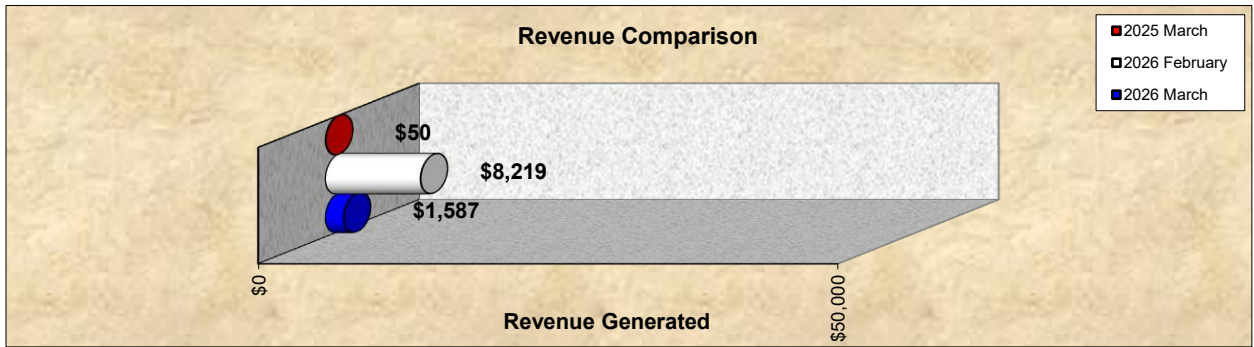 Revenue Comparison
2025 March
2026 February
2026 March
$50
$8,219
$1,587
$0
$50,000
Revenue Generated